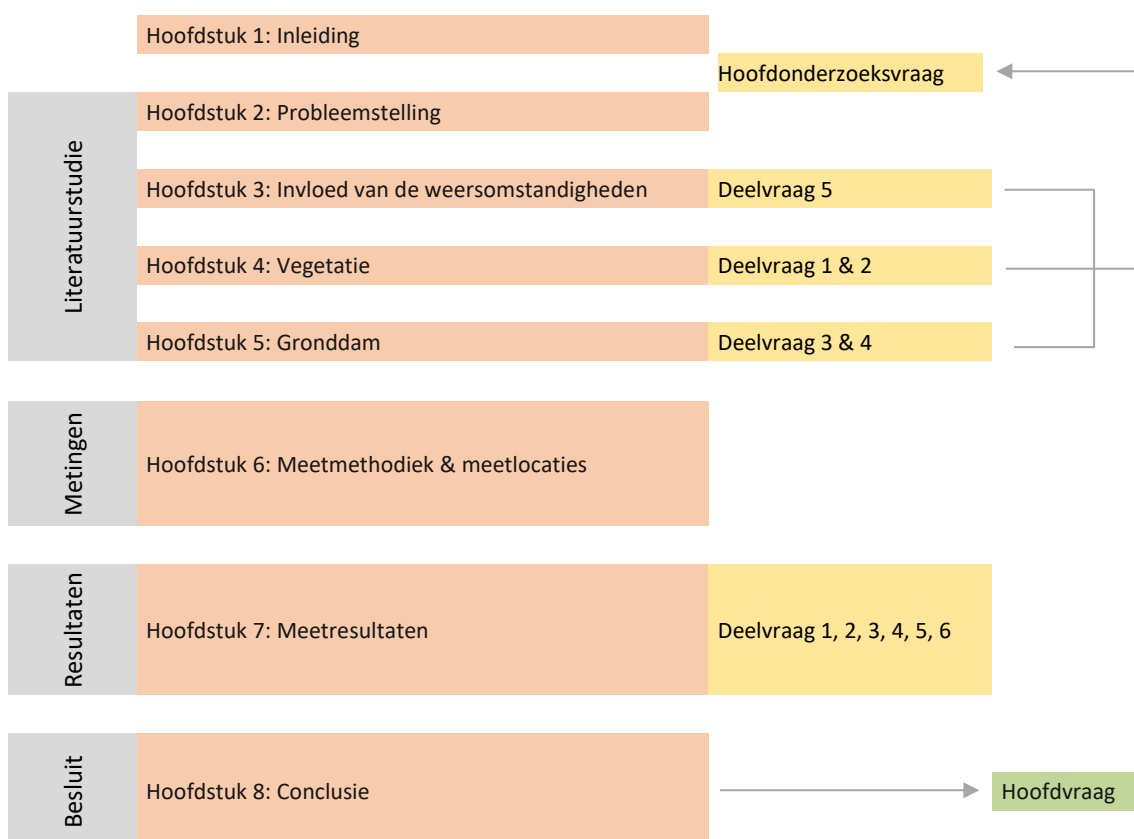 Hoofdstuk 1: Inleiding
Hoofdonderzoeksvraag
Literatuurstudie
Hoofdstuk 2: Probleemstelling
Hoofdstuk 3: Invloed van de weersomstandigheden
Deelvraag 5
Hoofdstuk 4: Vegetatie
Deelvraag 1 & 2
Hoofdstuk 5: Gronddam
Deelvraag 3 & 4
Metingen
Hoofdstuk 6: Meetmethodiek & meetlocaties
Resultaten
Hoofdstuk 7: Meetresultaten
Deelvraag 1, 2, 3, 4, 5, 6
Besluit
Hoofdstuk 8: Conclusie
Hoofdvraag